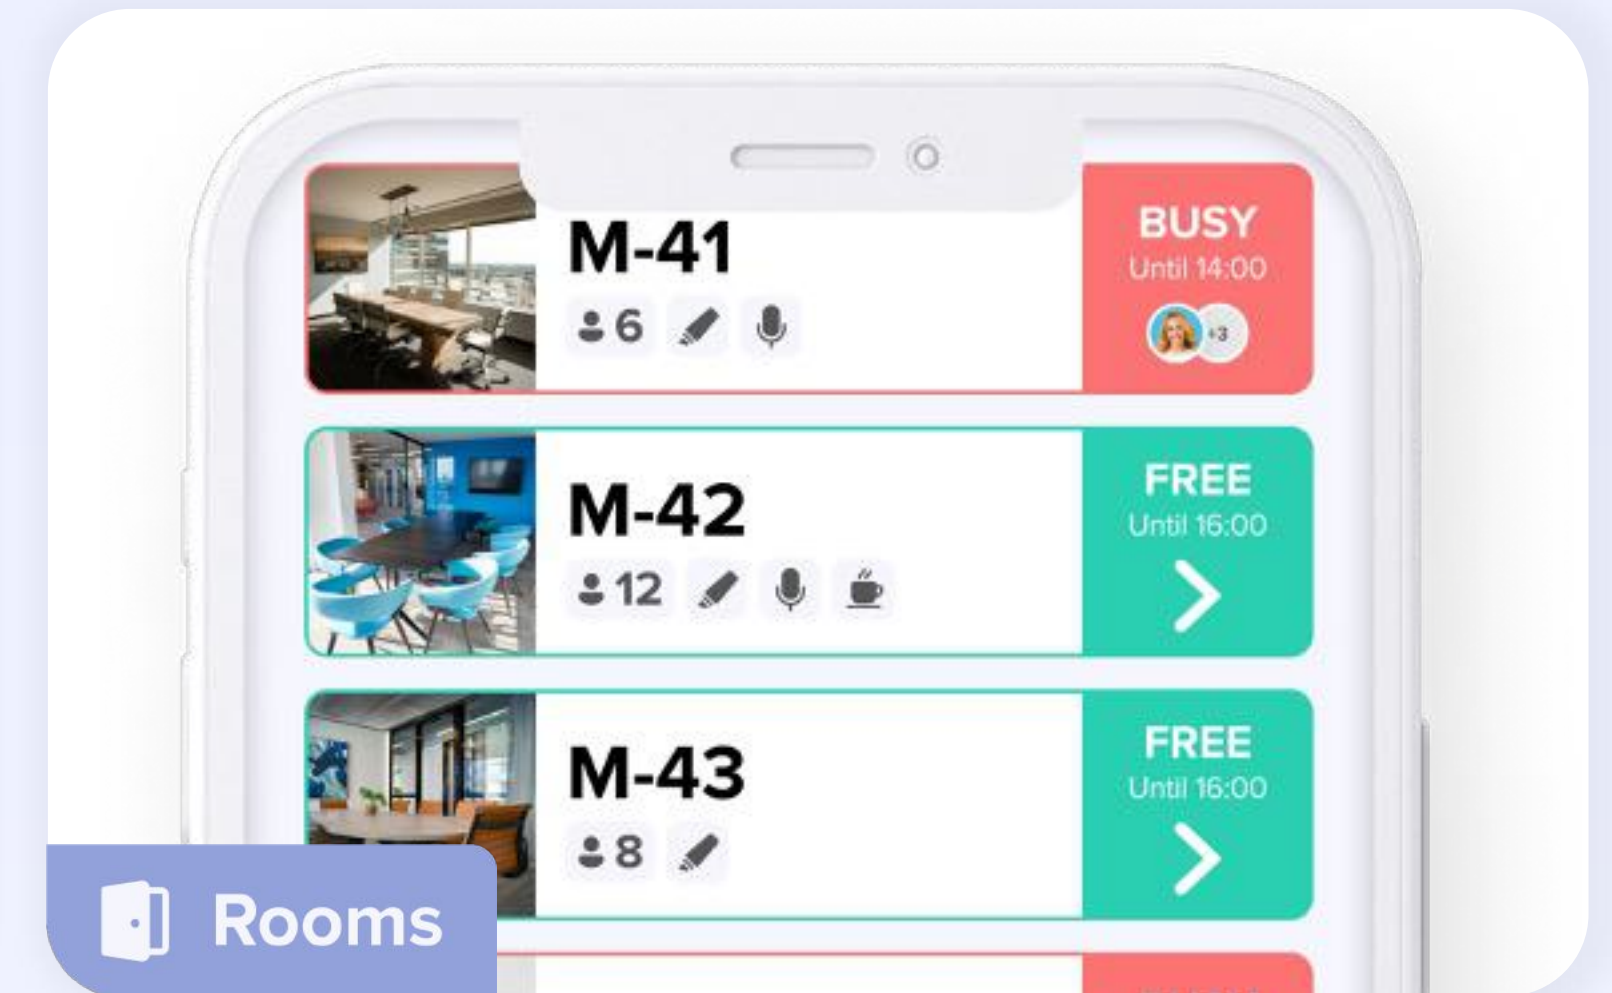 M-41
6
BUSY
Until 14:00
+3
M-42
12
FREE
Until 16:00
M-43
8
FREE
Until 16:00
Rooms